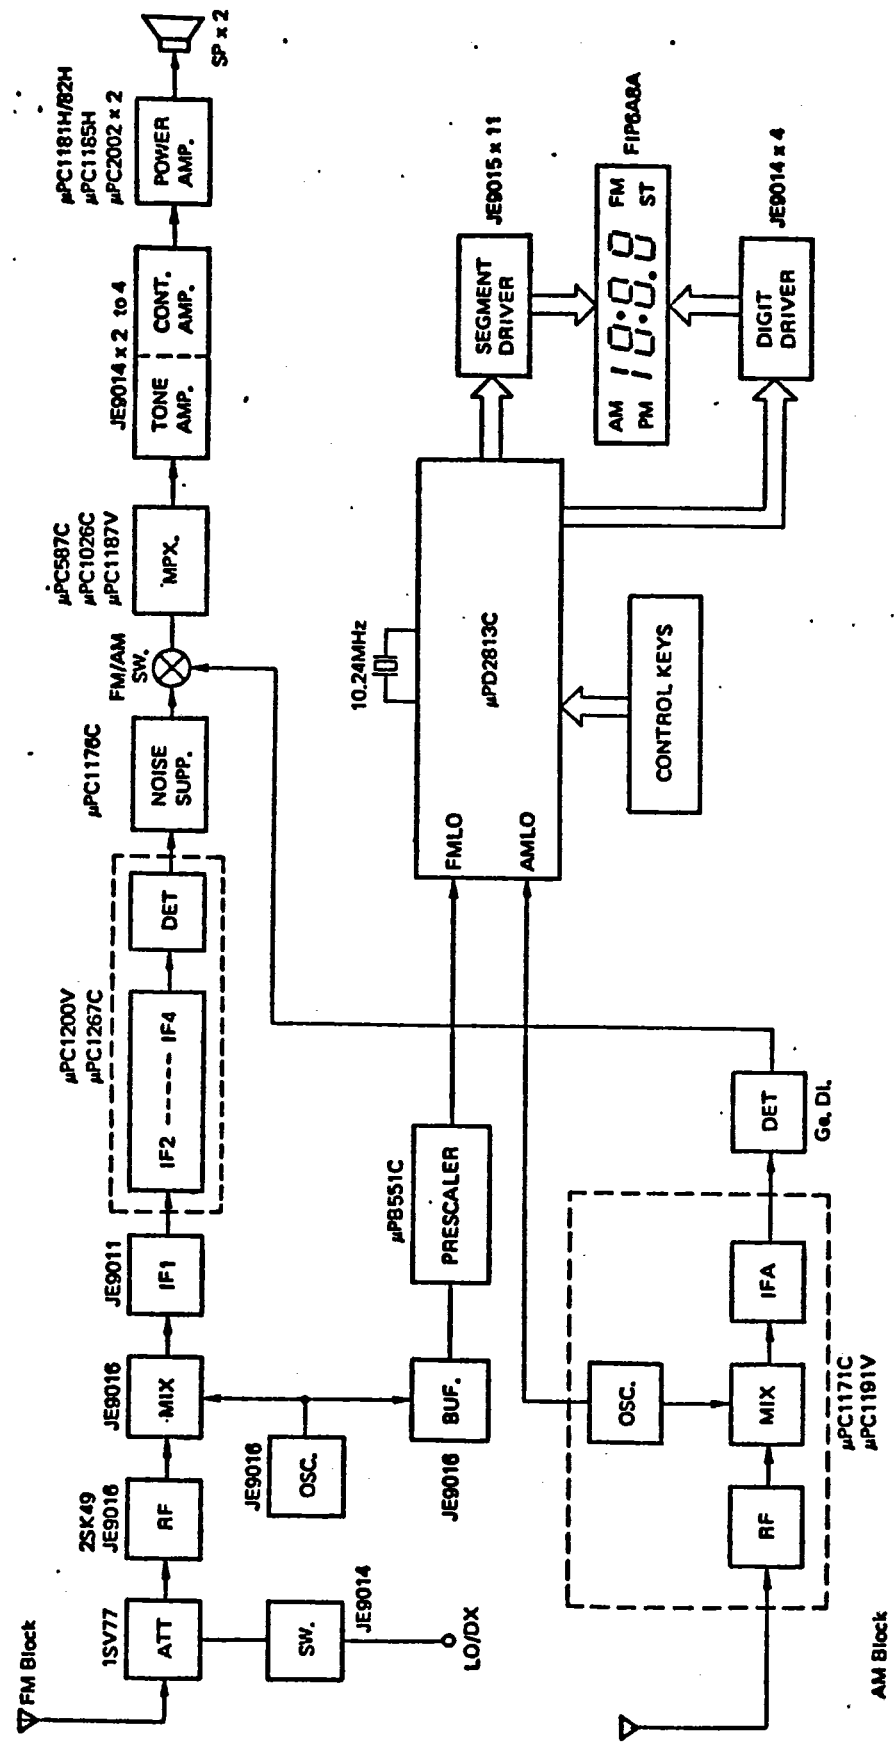 FM Block
1SV77
ATT
SW.
JE9014
LO/DX
2SK49
JE9016
RF
JE9016
MIX
JE9016
OSC.
BUF.
JE9016
JE9011
IF1
μPC1200V
μPC1267C
IF2 ----- IF4
DET
μPC1176C
NOISE
SUPP.
FM/AM
SW.
μPC587C
μPC1026C
μPC1187V
MPX.
JE9014 x 2 to 4
TONE
AMP.
CONT.
AMP.
μPC1181H/82H
μPC1185H
μPC2002 x 2
POWER
AMP.
SP x 2
μPB551C
PRESCALER
FMLO
AMLO
10.24MHz
μPD2813C
CONTROL KEYS
SEGMENT
DRIVER
JE9015 x 11
AM
PM
10:0.0
FM
ST
FIP6A8A
DIGIT
DRIVER
JE9014 x 4
AM Block
RF
MIX
OSC.
IFA
μPC1171C
μPC1191V
DET
Ge. Di.